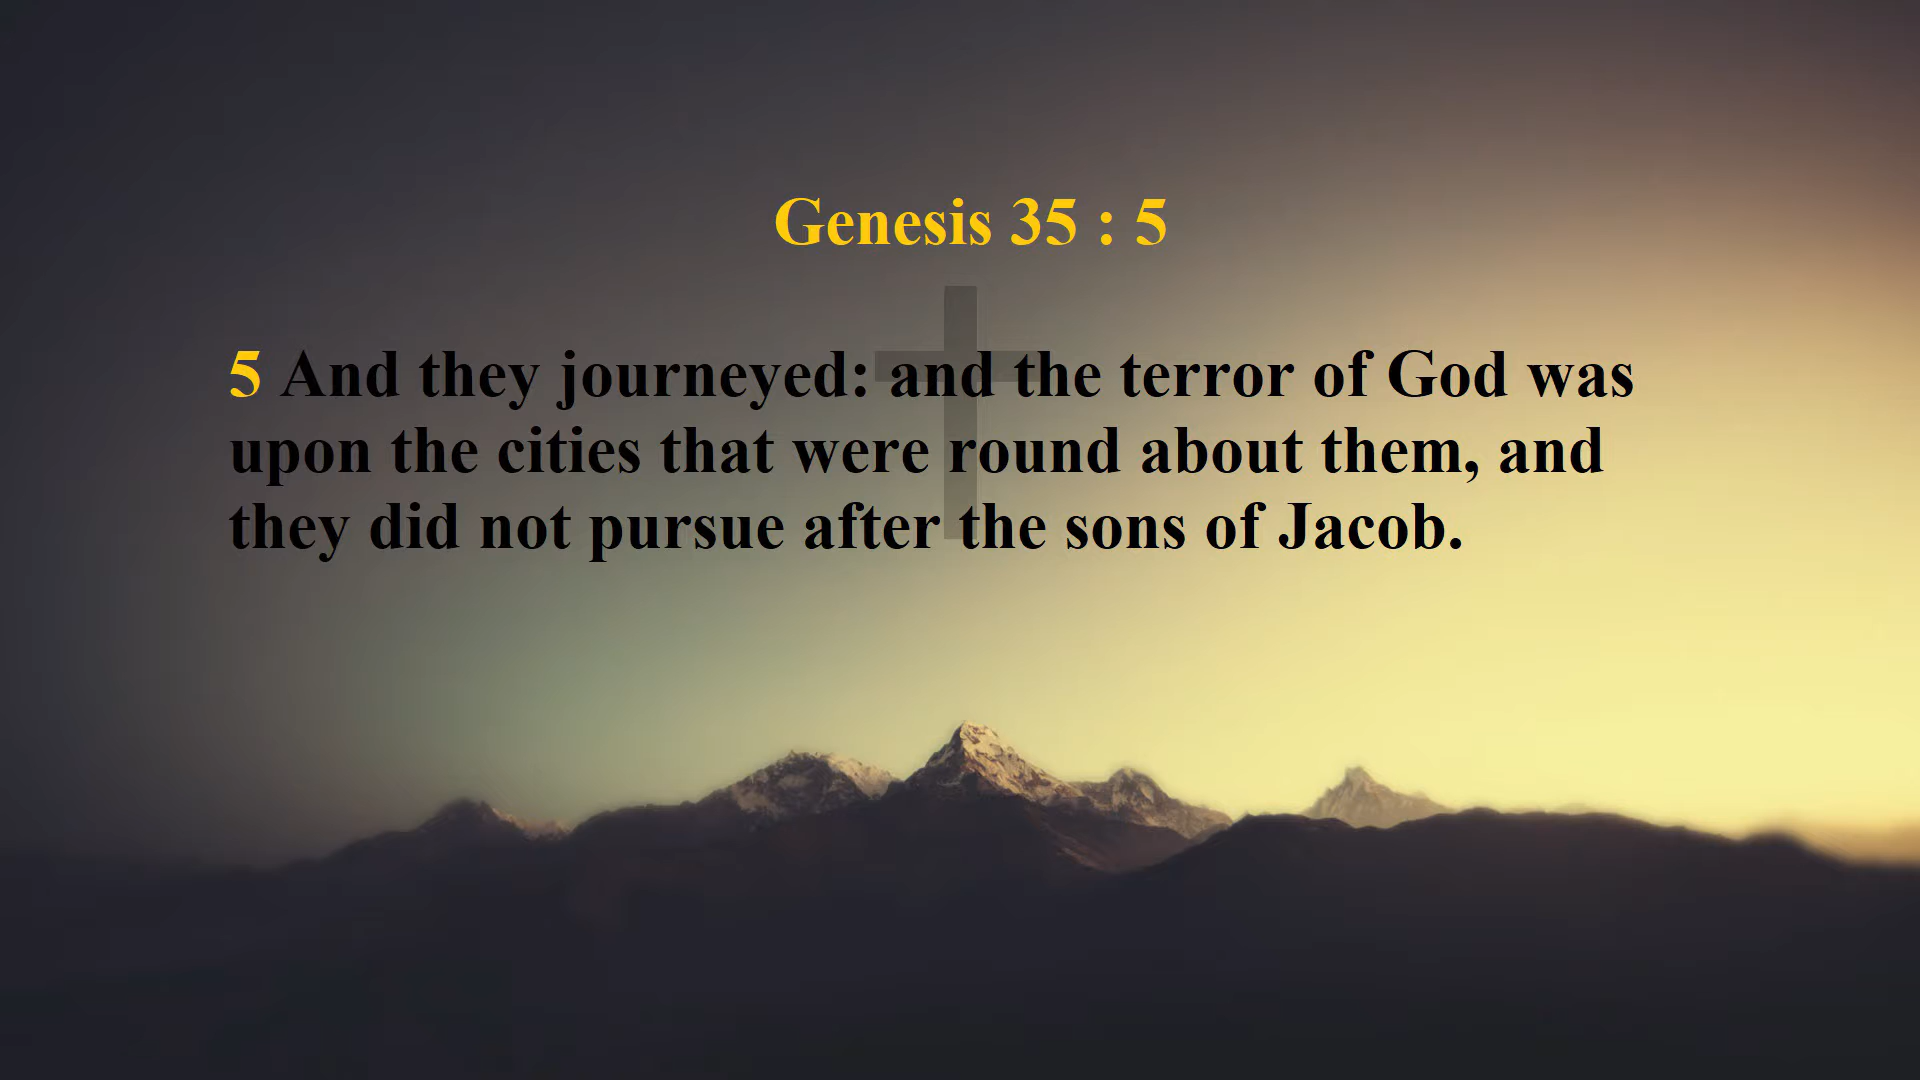 Genesis 35 : 5
5 And they journeyed: and the terror of God was
upon the cities that were round about them, and
they did not pursue after the sons of Jacob.